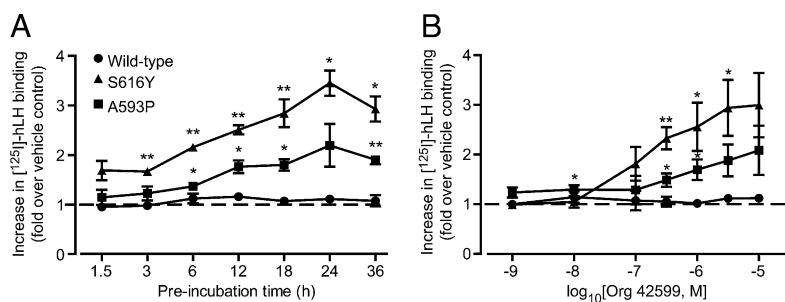 A
Increase in [125I]-hLH binding
(fold over vehicle control)
4
3
2
1
0
Wild-type
S616Y
A593P
** ** ** ** * *
* * * **
1.5 3 6 12 18 24 36
Pre-incubation time (h)
B
Increase in [125I]-hLH binding
(fold over vehicle control)
4
3
2
1
0
* ** * *
* *
-9 -8 -7 -6 -5
log10[Org 42599, M]